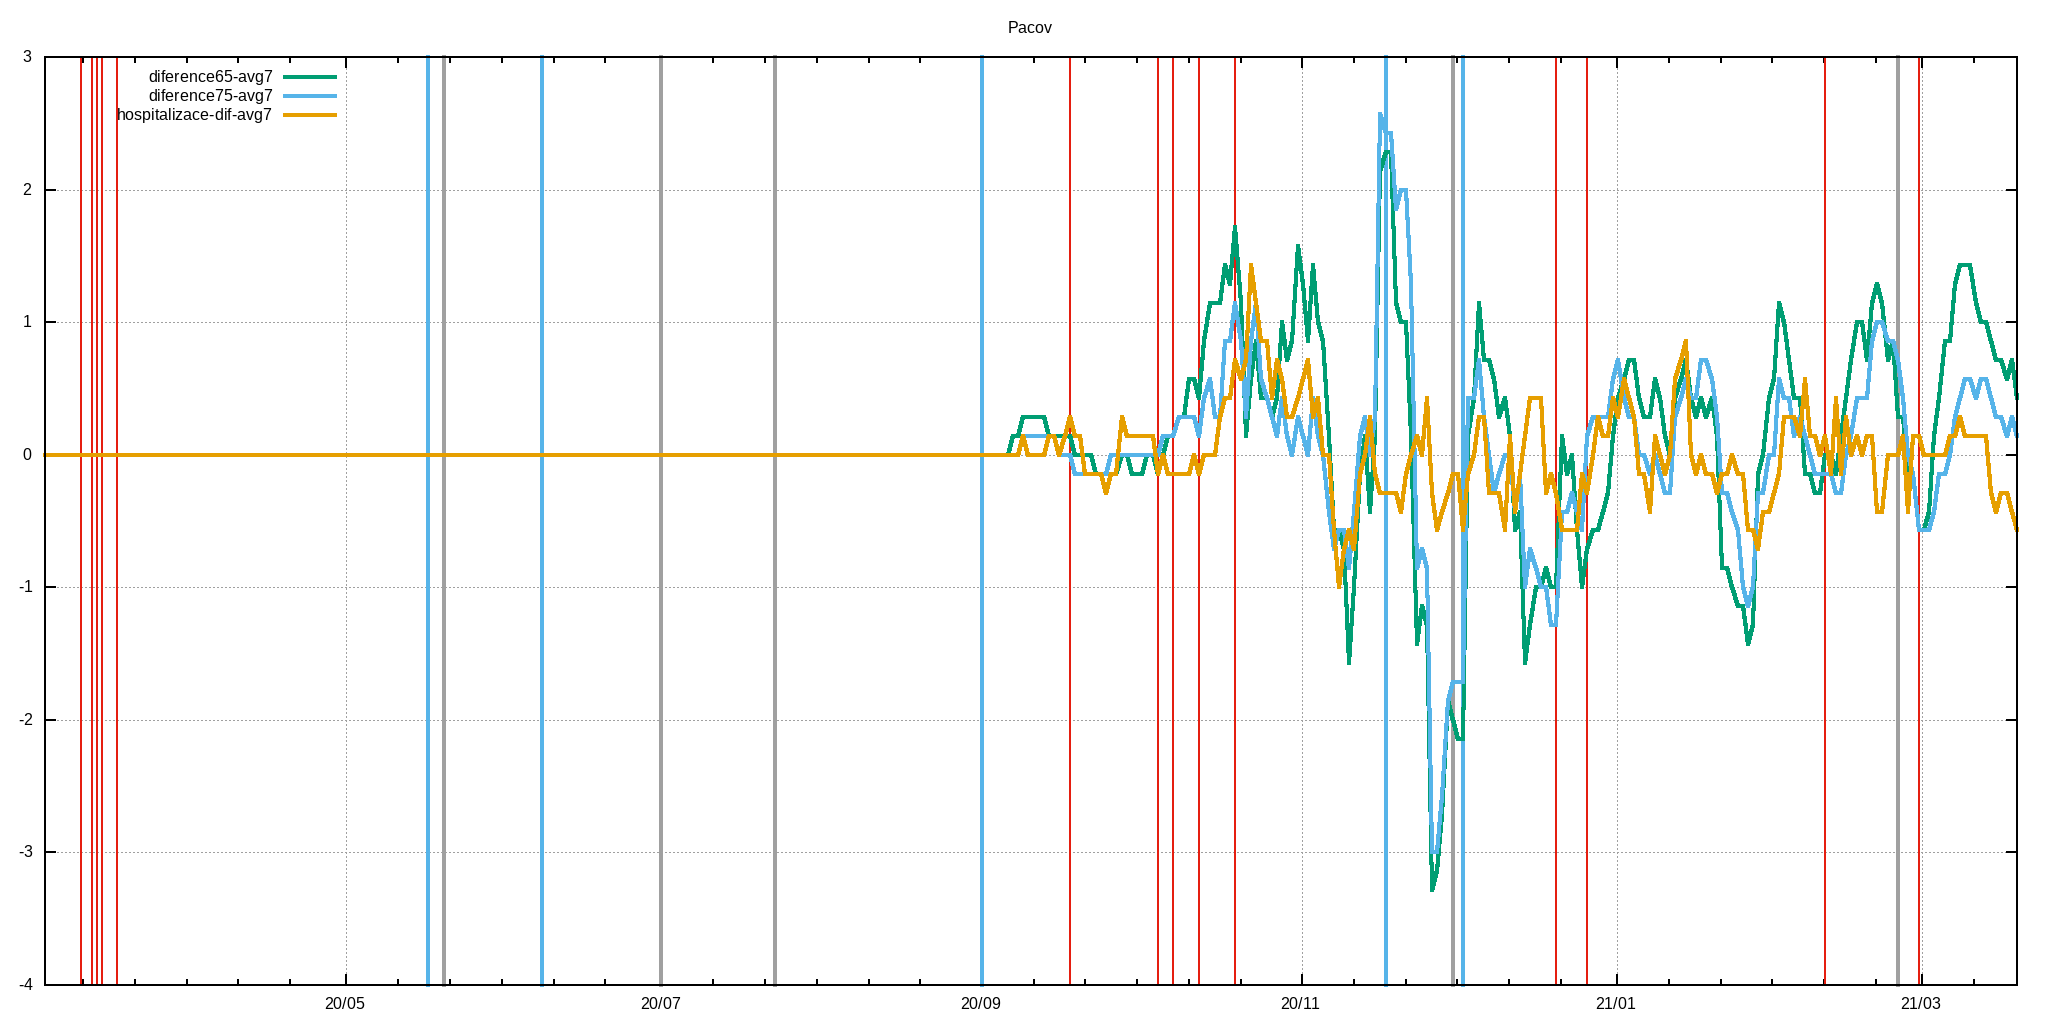 Pacov
3
diference65-avg7
diference75-avg7
hospitalizace-dif-avg7
2
1
0
-1
-2
-3
-4
20/05 20/07 20/09 20/11 21/01 21/03